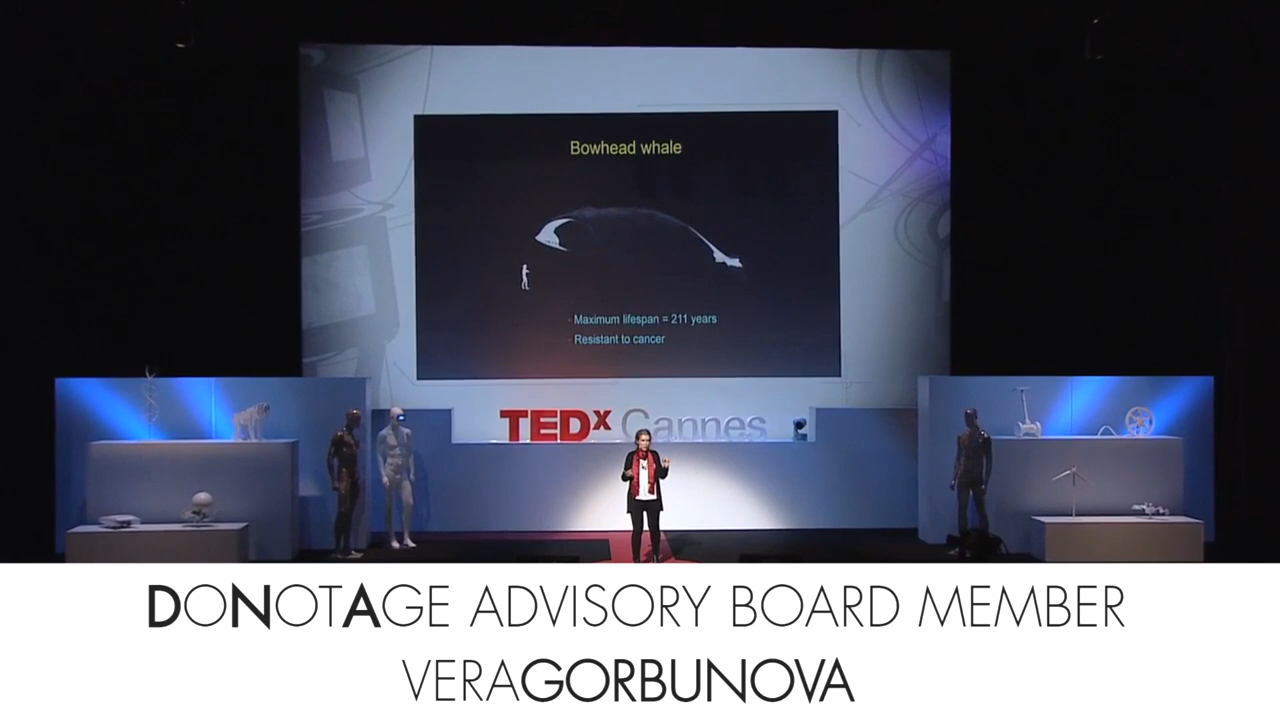 Bowhead whale
Maximum lifespan = 211 years
Resistant to cancer
TEDx Cannes
DONOTAGE ADVISORY BOARD MEMBER
VERAGORBUNOVA